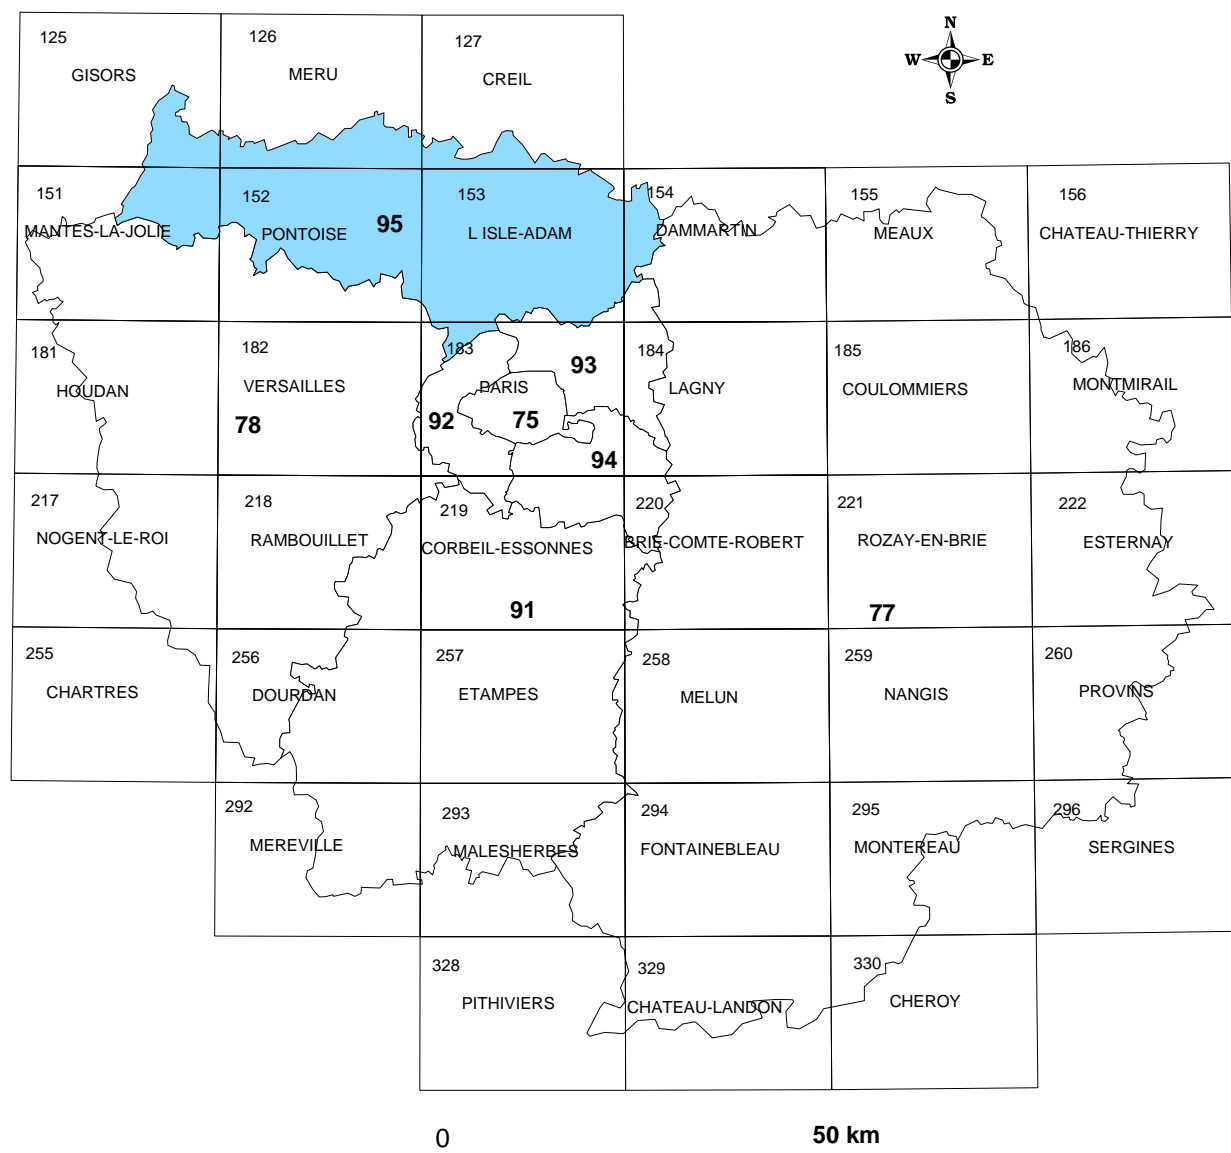 N
W E
S
125
GISORS
126
MERU
127
CREIL
151
MANTES-LA-JOLIE
152
PONTOISE
95
153
L ISLE-ADAM
154
DAMMARTIN
155
MEAUX
156
CHATEAU-THIERRY
181
HOUDAN
182
VERSAILLES
78
183
PARIS
93
92
75
94
184
LAGNY
185
COULOMMIERS
186
MONTMIRAIL
217
NOGENT-LE-ROI
218
RAMBOUILLET
219
CORBEIL-ESSONNES
91
220
BRIE-COMTE-ROBERT
221
ROZAY-EN-BRIE
77
222
ESTERNAY
255
CHARTRES
256
DOURDAN
257
ETAMPES
258
MELUN
259
NANGIS
260
PROVINS
292
MEREVILLE
293
MALESHERBES
294
FONTAINEBLEAU
295
MONTEREAU
296
SERGINES
328
PITHIVIERS
329
CHATEAU-LANDON
330
CHEROY
0 50 km